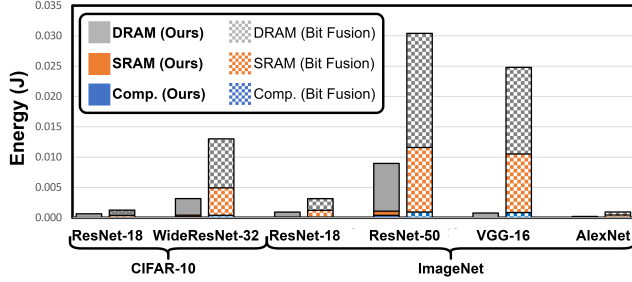 Energy (J)
0.035
0.030
0.025
0.020
0.015
0.010
0.005
0.000
DRAM (Ours) DRAM (Bit Fusion)
SRAM (Ours) SRAM (Bit Fusion)
Comp. (Ours) Comp. (Bit Fusion)
ResNet-18 WideResNet-32 ResNet-18 ResNet-50 VGG-16 AlexNet
CIFAR-10 ImageNet